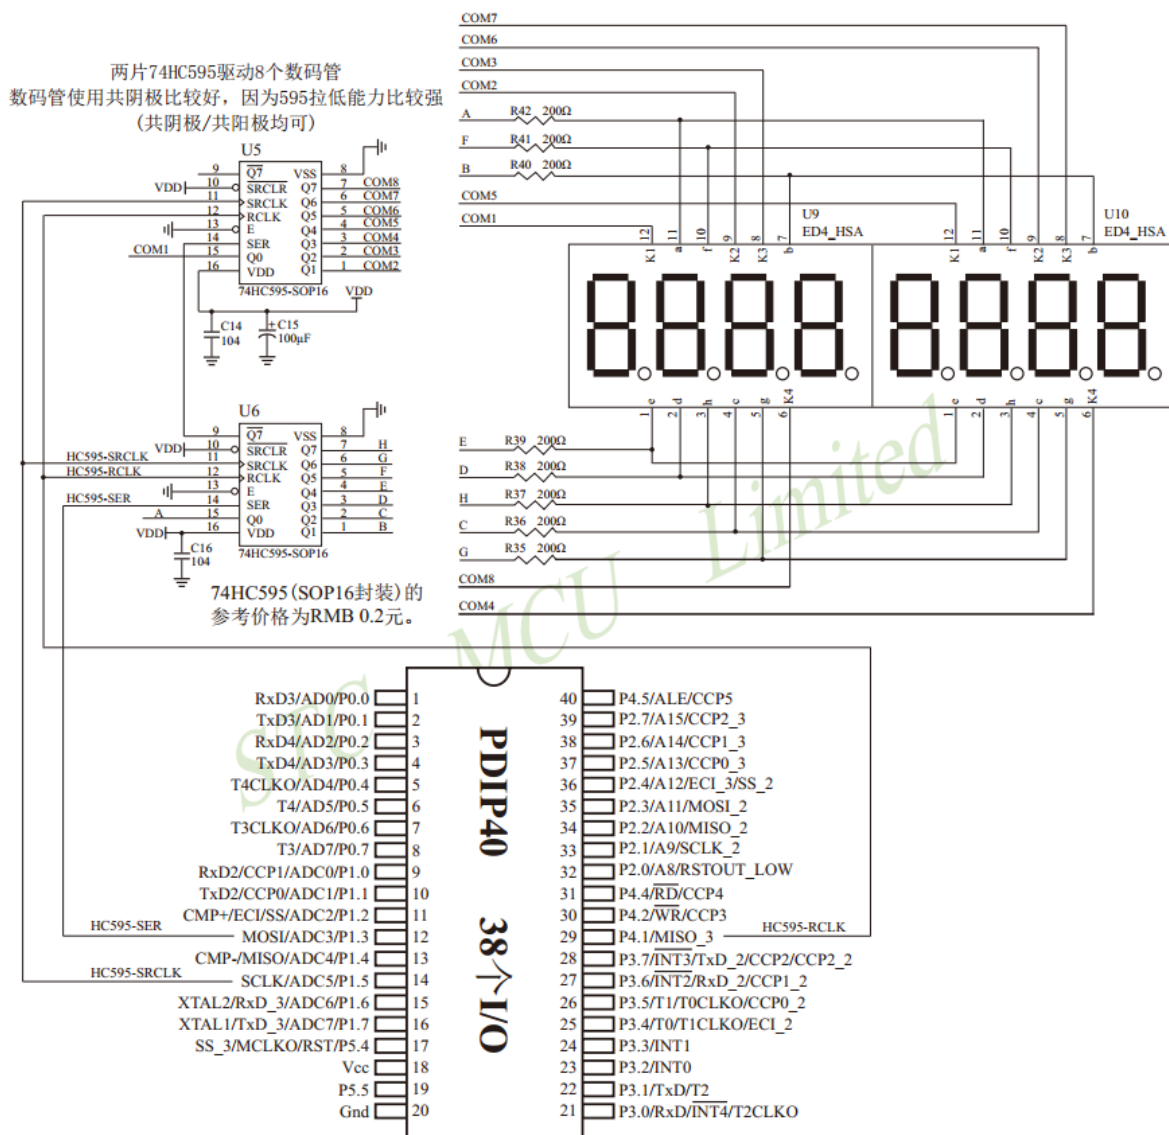 两片74HC595驱动8个数码管
数码管使用共阴极比较好，因为595拉低能力比较强
(共阴极/共阳极均可)
U5
9 Q7 VSS 8
VDD 10 SRCLR Q7 7 COM8
11 SRCLK Q6 6 COM7
12 RCLK Q5 5 COM6
13 E Q4 4 COM5
14 SER Q3 3 COM4
COM1 15 Q0 Q2 2 COM3
16 VDD Q1 1 COM2
74HC595-SOP16
VDD
C14
104
C15
100μF
U6
9 Q7 VSS 8
VDD 10 SRCLR Q7 7 H
HC595-SRCLK 11 SRCLK Q6 6 G
HC595-RCLK 12 RCLK Q5 5 F
13 E Q4 4 E
HC595-SER 14 SER Q3 3 D
A 15 Q0 Q2 2 C
VDD 16 VDD Q1 1 B
74HC595-SOP16
C16
104
74HC595(SOP16封装)的
参考价格为RMB 0.2元。
COM7
COM6
COM3
COM2
A R42 200Ω
F R41 200Ω
B R40 200Ω
COM5
COM1
U9
ED4_HSA
U10
ED4_HSA
12 11 10 9 8 7
K1 a f K2 K3 b
12 11 10 9 8 7
K1 a f K2 K3 b
e d h c g K4
1 2 3 4 5 6
e d h c g K4
1 2 3 4 5 6
E R39 200Ω
D R38 200Ω
H R37 200Ω
C R36 200Ω
G R35 200Ω
COM8
COM4
STC MCU Limited
PDIP40 38个I/O
RxD3/AD0/P0.0 1
TxD3/AD1/P0.1 2
RxD4/AD2/P0.2 3
TxD4/AD3/P0.3 4
T4CLKO/AD4/P0.4 5
T4/AD5/P0.5 6
T3CLKO/AD6/P0.6 7
T3/AD7/P0.7 8
RxD2/CCP1/ADC0/P1.0 9
TxD2/CCP0/ADC1/P1.1 10
CMP+/ECI/SS/ADC2/P1.2 11
HC595-SER MOSI/ADC3/P1.3 12
CMP-/MISO/ADC4/P1.4 13
HC595-SRCLK SCLK/ADC5/P1.5 14
XTAL2/RxD_3/ADC6/P1.6 15
XTAL1/TxD_3/ADC7/P1.7 16
SS_3/MCLKO/RST/P5.4 17
Vcc 18
P5.5 19
Gnd 20
40 P4.5/ALE/CCP5
39 P2.7/A15/CCP2_3
38 P2.6/A14/CCP1_3
37 P2.5/A13/CCP0_3
36 P2.4/A12/ECI_3/SS_2
35 P2.3/A11/MOSI_2
34 P2.2/A10/MISO_2
33 P2.1/A9/SCLK_2
32 P2.0/A8/RSTOUT_LOW
31 P4.4/RD/CCP4
30 P4.2/WR/CCP3
29 P4.1/MISO_3 HC595-RCLK
28 P3.7/INT3/TxD_2/CCP2/CCP2_2
27 P3.6/INT2/RxD_2/CCP1_2
26 P3.5/T1/T0CLKO/CCP0_2
25 P3.4/T0/T1CLKO/ECI_2
24 P3.3/INT1
23 P3.2/INT0
22 P3.1/TxD/T2
21 P3.0/RxD/INT4/T2CLKO